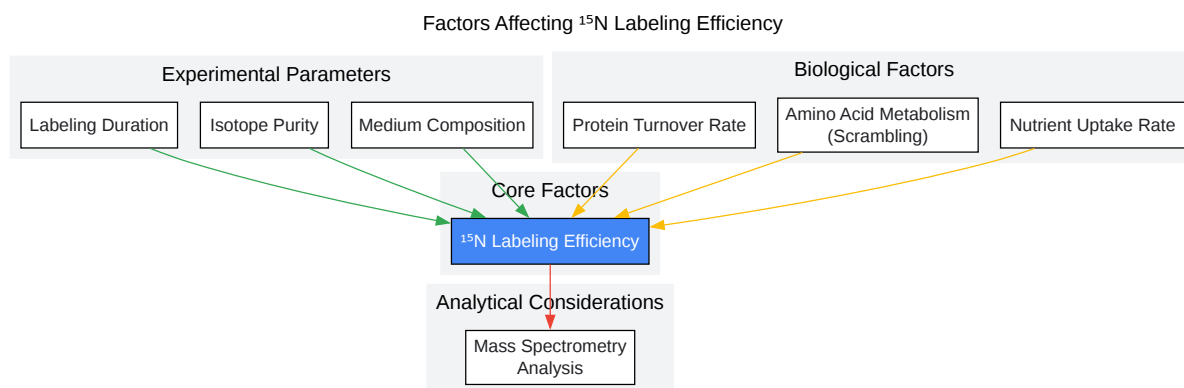 Factors Affecting ¹⁵N Labeling Efficiency
Experimental Parameters
Labeling Duration
Isotope Purity
Medium Composition
Biological Factors
Protein Turnover Rate
Amino Acid Metabolism
(Scrambling)
Nutrient Uptake Rate
Core Factors
¹⁵N Labeling Efficiency
Analytical Considerations
Mass Spectrometry
Analysis